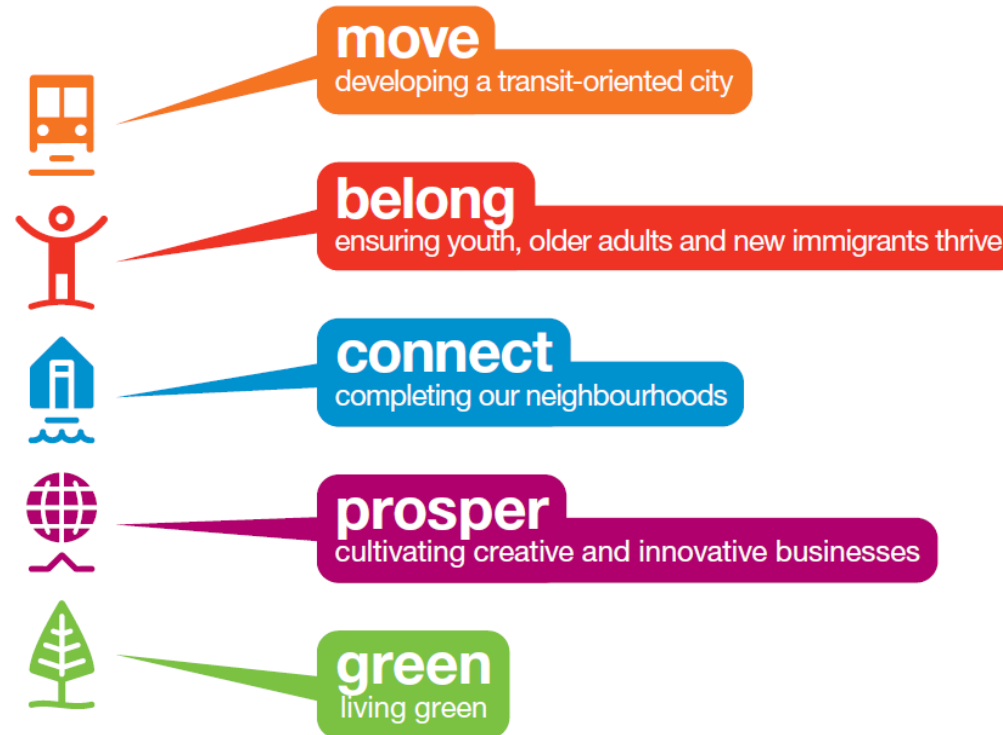 move
developing a transit-oriented city
belong
ensuring youth, older adults and new immigrants thrive
connect
completing our neighbourhoods
prosper
cultivating creative and innovative businesses
green
living green